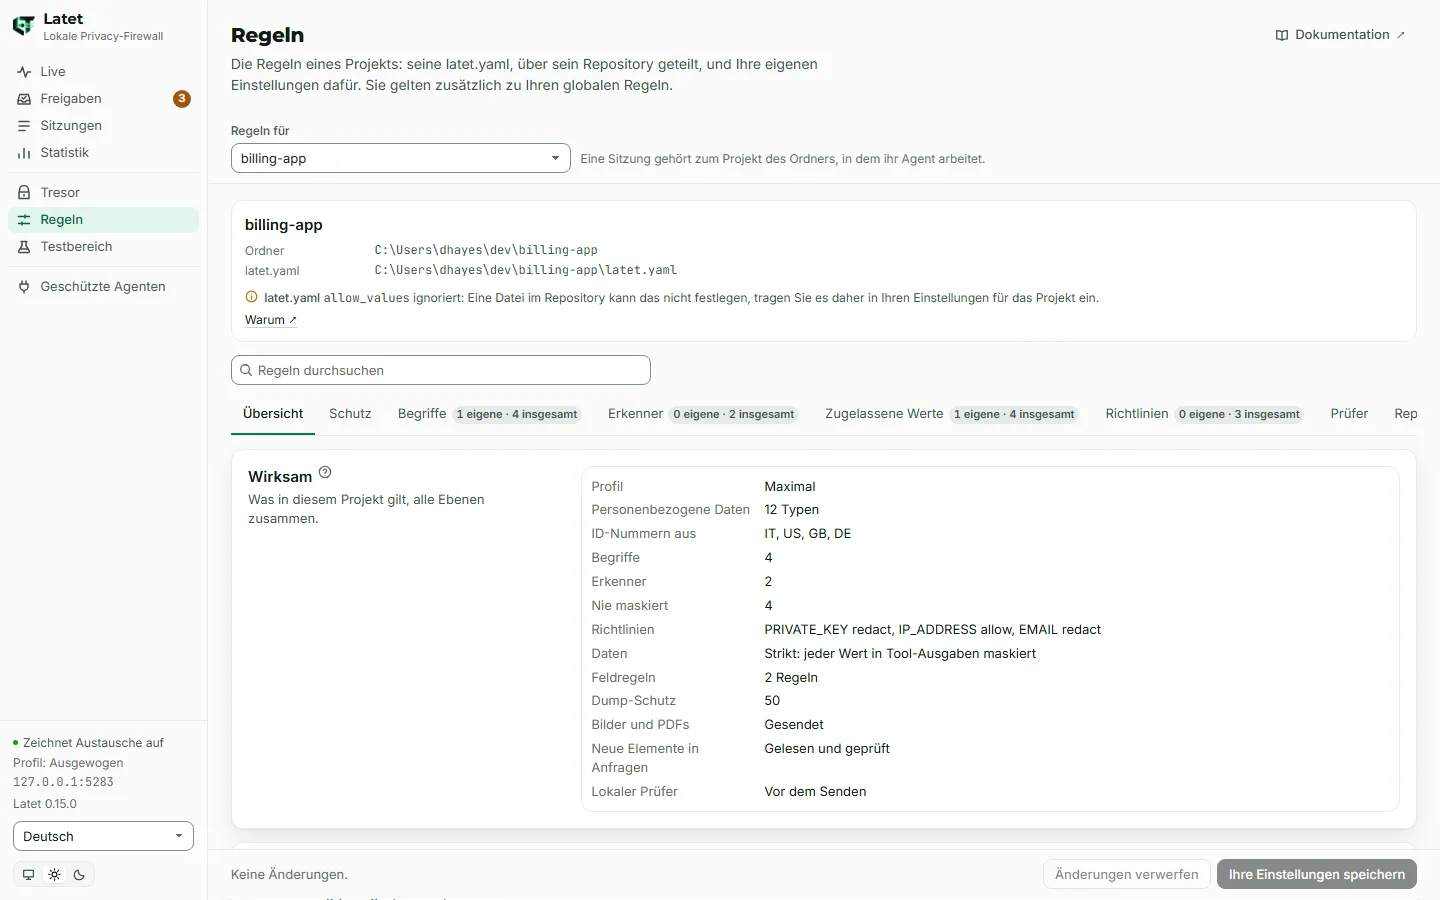 Latet
Lokale Privacy-Firewall
Live
Freigaben 3
Sitzungen
Statistik
Tresor
Regeln
Testbereich
Geschützte Agenten
Zeichnet Austausche auf
Profil: Ausgewogen
127.0.0.1:5283
Latet 0.15.0
Deutsch
Regeln
Dokumentation ↗
Die Regeln eines Projekts: seine latet.yaml, über sein Repository geteilt, und Ihre eigenen
Einstellungen dafür. Sie gelten zusätzlich zu Ihren globalen Regeln.
Regeln für
billing-app
Eine Sitzung gehört zum Projekt des Ordners, in dem ihr Agent arbeitet.
billing-app
Ordner C:\Users\dhayes\dev\billing-app
latet.yaml C:\Users\dhayes\dev\billing-app\latet.yaml
latet.yaml allow_values ignoriert: Eine Datei im Repository kann das nicht festlegen, tragen Sie es daher in Ihren Einstellungen für das Projekt ein.
Warum ↗
Regeln durchsuchen
Übersicht Schutz Begriffe 1 eigene · 4 insgesamt Erkenner 0 eigene · 2 insgesamt Zugelassene Werte 1 eigene · 4 insgesamt Richtlinien 0 eigene · 3 insgesamt Prüfer Rep
Wirksam
Was in diesem Projekt gilt, alle Ebenen
zusammen.
Profil Maximal
Personenbezogene Daten 12 Typen
ID-Nummern aus IT, US, GB, DE
Begriffe 4
Erkenner 2
Nie maskiert 4
Richtlinien PRIVATE_KEY redact, IP_ADDRESS allow, EMAIL redact
Daten Strikt: jeder Wert in Tool-Ausgaben maskiert
Feldregeln 2 Regeln
Dump-Schutz 50
Bilder und PDFs Gesendet
Neue Elemente in Gelesen und geprüft
Anfragen
Lokaler Prüfer Vor dem Senden
Keine Änderungen.
Änderungen verwerfen
Ihre Einstellungen speichern